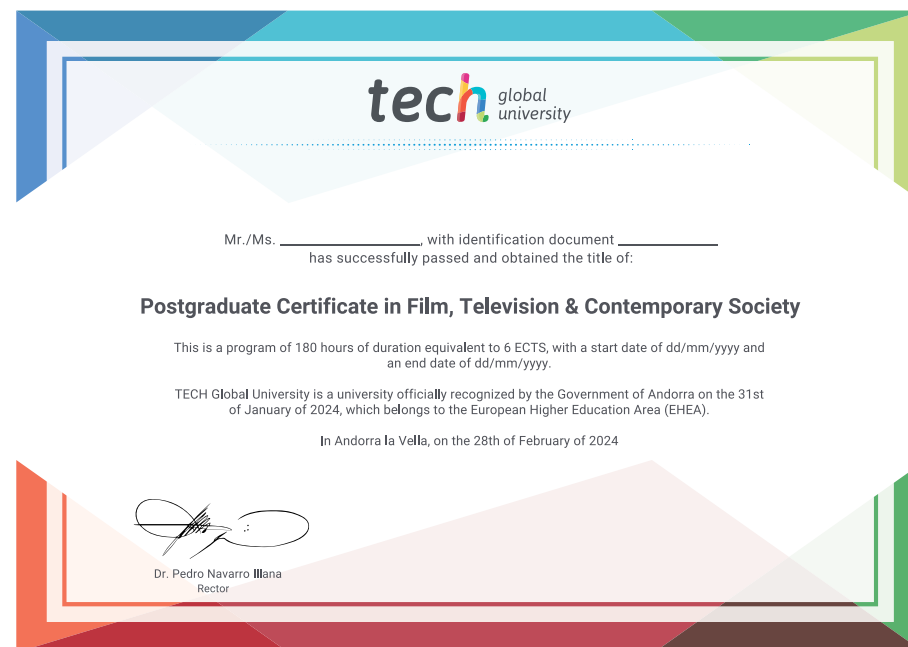 tech global university
Mr./Ms. ____________, with identification document ____________
has successfully passed and obtained the title of:
Postgraduate Certificate in Film, Television & Contemporary Society
This is a program of 180 hours of duration equivalent to 6 ECTS, with a start date of dd/mm/yyyy and
an end date of dd/mm/yyyy.
TECH Global University is a university officially recognized by the Government of Andorra on the 31st
of January of 2024, which belongs to the European Higher Education Area (EHEA).
In Andorra la Vella, on the 28th of February of 2024
Dr. Pedro Navarro Illana
Rector